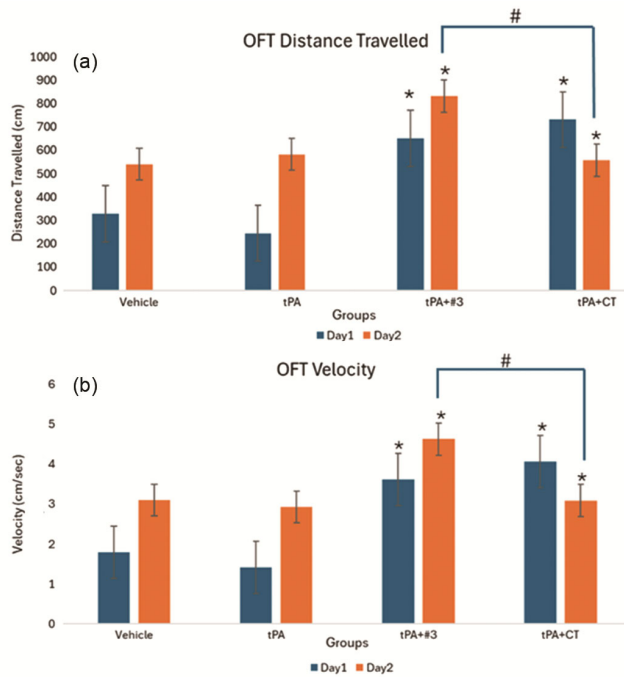 (a)
OFT Distance Travelled
#
1000
900
800
700
600
500
400
300
200
100
0
Distance Travelled (cm)
* * * *
Vehicle tPA tPA+#3 tPA+CT
Groups
Day1 Day2
(b)
OFT Velocity
#
6
5
4
3
2
1
0
Velocity (cm/sec)
* * * *
Vehicle tPA tPA+#3 tPA+CT
Groups
Day1 Day2